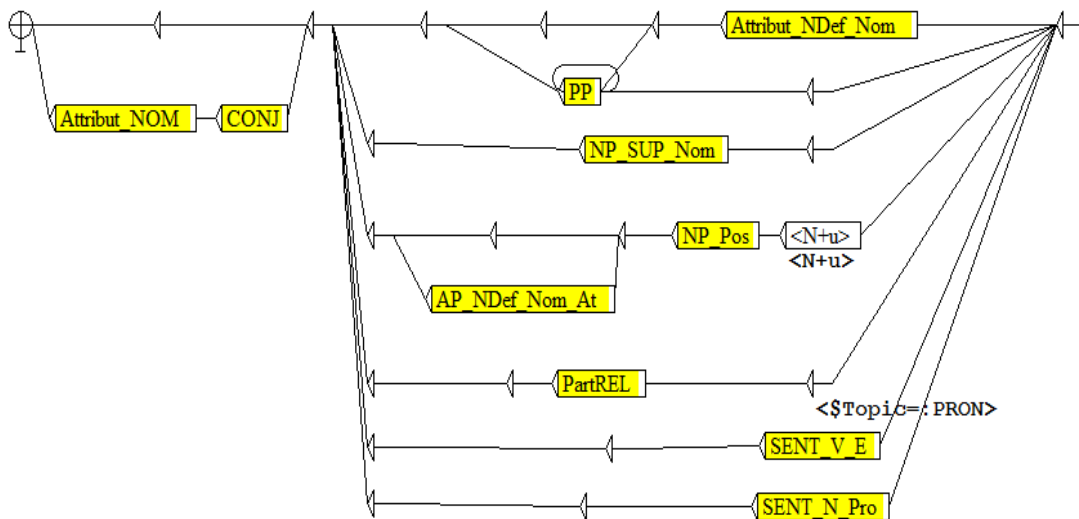 Attribut_NDef_Nom
PP
Attribut_NOM CONJ
NP_SUP_Nom
NP_Pos <N+u>
<N+u>
AP_NDef_Nom_At
PartREL
<$Topic=:PRON>
SENT_V_E
SENT_N_Pro